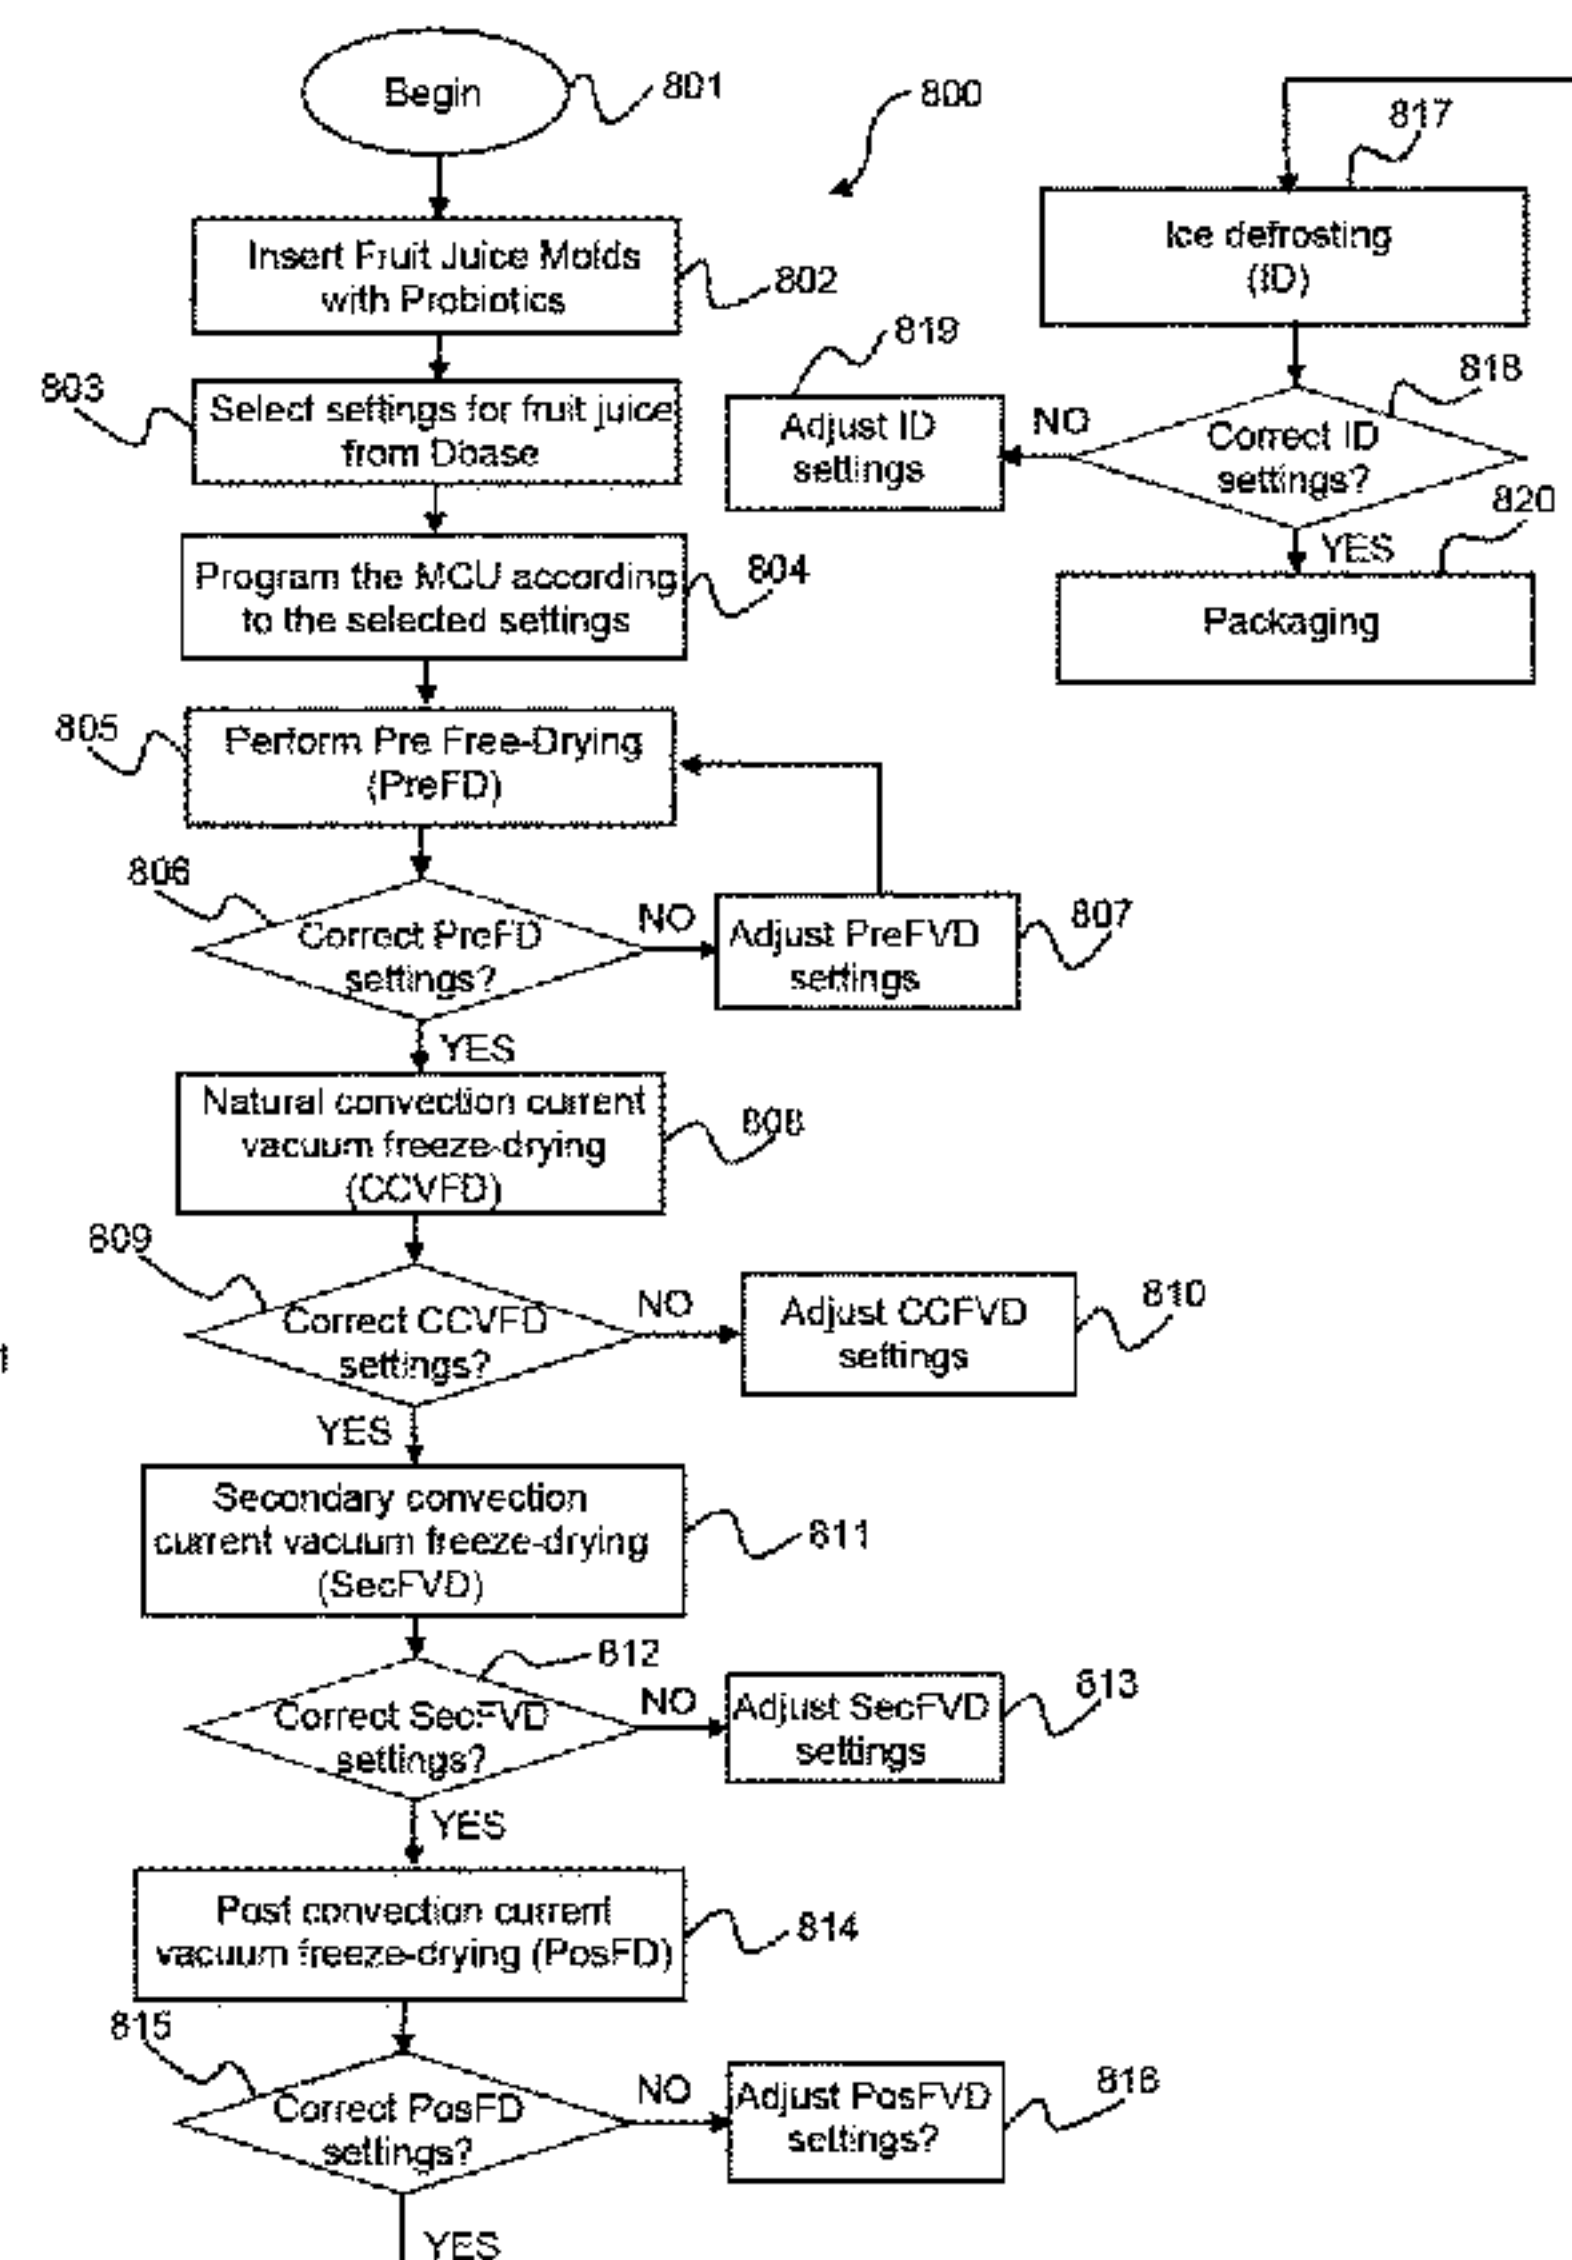 Begin
801
800
Insert Fruit Juice Molds
with Probiotics
802
803
Select settings for fruit juice
from Dbase
Program the MCU according
to the selected settings
804
805
Perform Pre Free-Drying
(PreFD)
806
Correct PreFD
settings?
NO
Adjust PreFVD
settings
807
YES
Natural convection current
vacuum freeze-drying
(CCVFD)
808
809
Correct CCVFD
settings?
NO
Adjust CCFVD
settings
810
YES
Secondary convection
current vacuum freeze-drying
(SecFVD)
811
812
Correct SecFVD
settings?
NO
Adjust SecFVD
settings
813
YES
Post convection current
vacuum freeze-drying (PosFD)
814
815
Correct PosFD
settings?
NO
Adjust PosFVD
settings?
816
YES
817
Ice defrosting
(ID)
818
Correct ID
settings?
NO
819
Adjust ID
settings
YES
820
Packaging